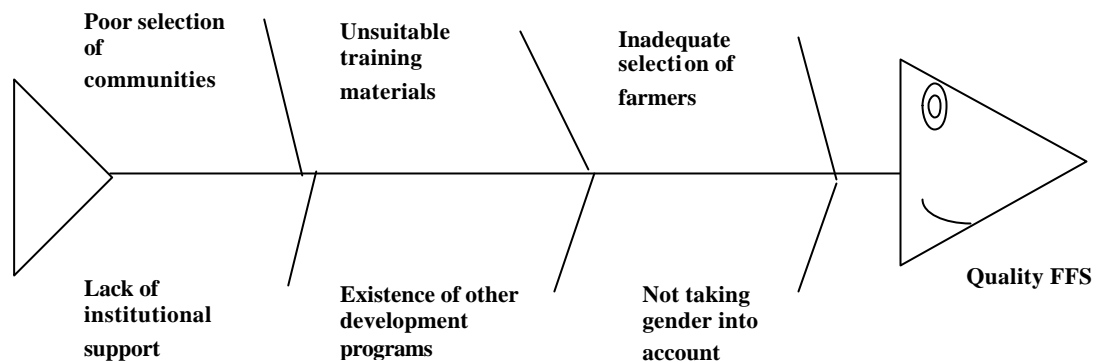 Poor selection
of
communities
Unsuitable
training
materials
Inadequate
selection of
farmers
Lack of
institutional
support
Existence of other
development
programs
Not taking
gender into
account
Quality FFS